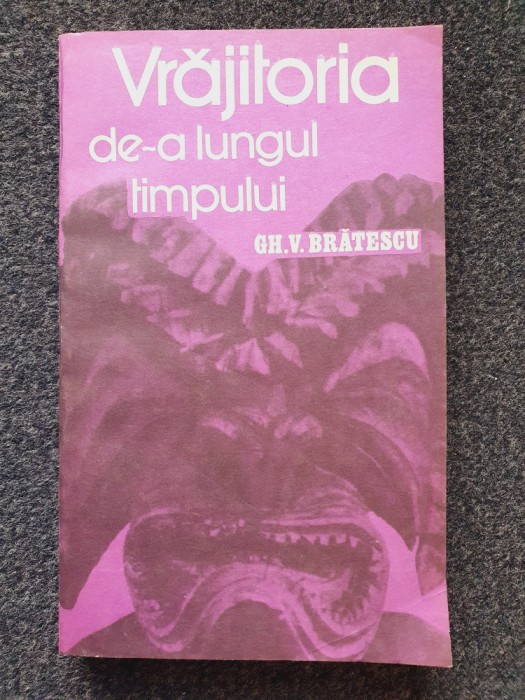 Vrăjitoria
de-a lungul
timpului
GH.V. BRĂTESCU